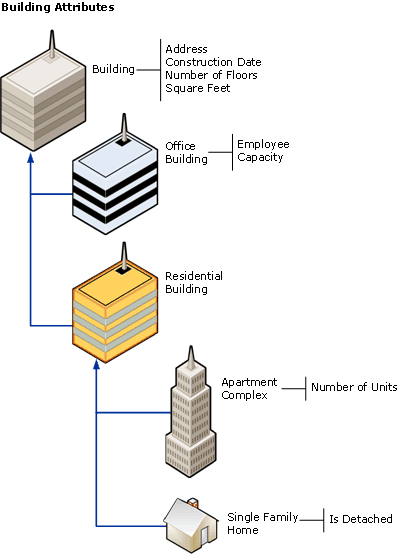 Building Attributes
Building
Address
Construction Date
Number of Floors
Square Feet
Office
Building
Employee
Capacity
Residential
Building
Apartment
Complex
Number of Units
Single Family
Home
Is Detached